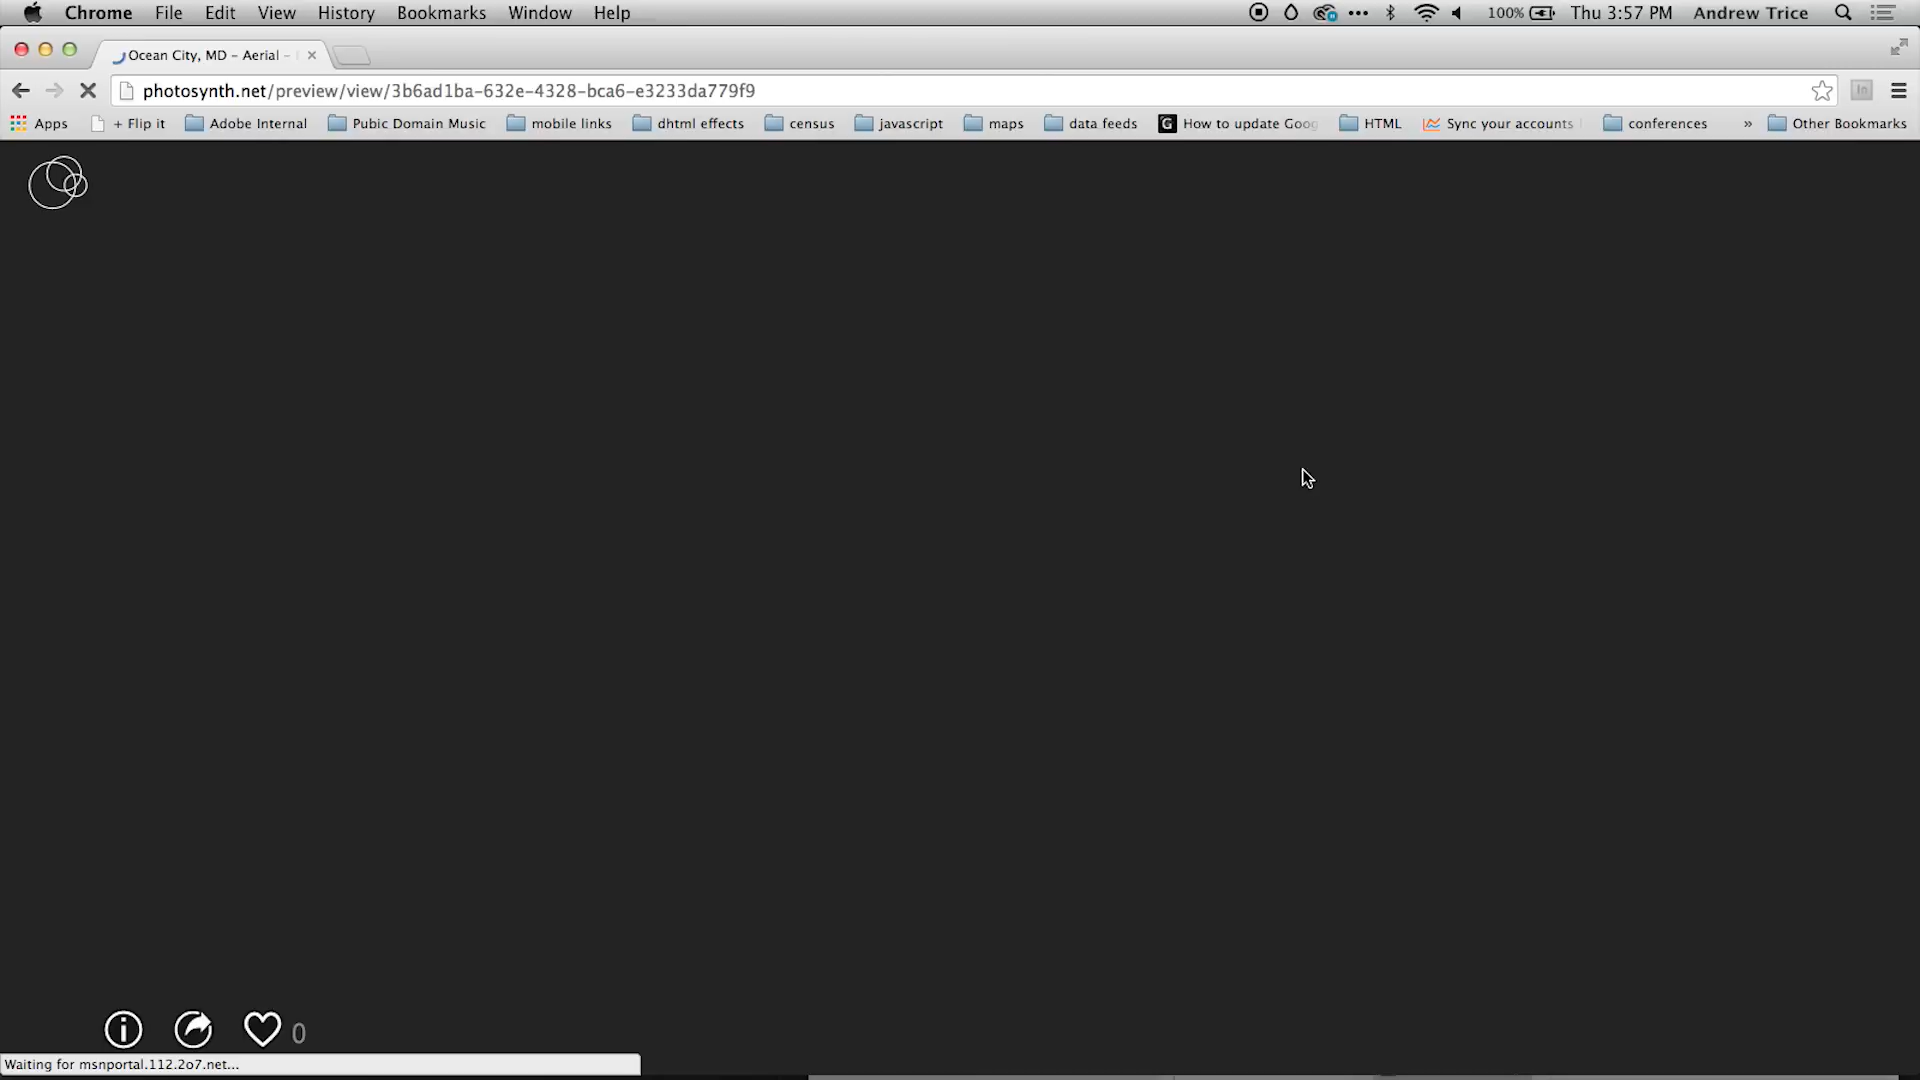 Chrome File Edit View History Bookmarks Window Help 100% Thu 3:57 PM Andrew Trice
Ocean City, MD – Aerial –
photosynth.net/preview/view/3b6ad1ba-632e-4328-bca6-e3233da779f9
Apps + Flip it Adobe Internal Pubic Domain Music mobile links dhtml effects census javascript maps data feeds How to update Goog HTML Sync your accounts conferences » Other Bookmarks
0
Waiting for msnportal.112.2o7.net...